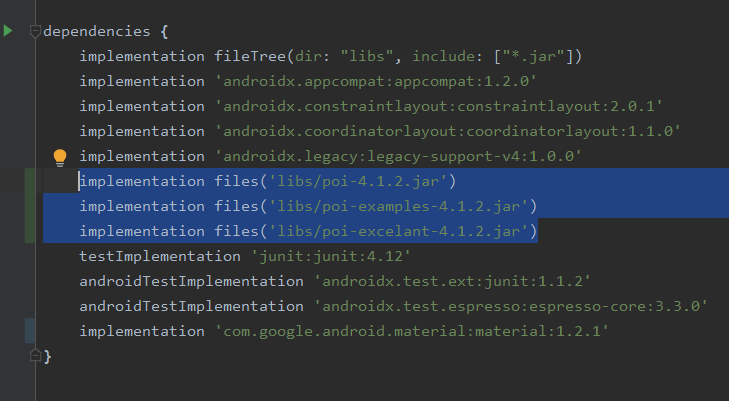 dependencies {
implementation fileTree(dir: "libs", include: ["*.jar"])
implementation 'androidx.appcompat:appcompat:1.2.0'
implementation 'androidx.constraintlayout:constraintlayout:2.0.1'
implementation 'androidx.coordinatorlayout:coordinatorlayout:1.1.0'
implementation 'androidx.legacy:legacy-support-v4:1.0.0'
implementation files('libs/poi-4.1.2.jar')
implementation files('libs/poi-examples-4.1.2.jar')
implementation files('libs/poi-excelant-4.1.2.jar')
testImplementation 'junit:junit:4.12'
androidTestImplementation 'androidx.test.ext:junit:1.1.2'
androidTestImplementation 'androidx.test.espresso:espresso-core:3.3.0'
implementation 'com.google.android.material:material:1.2.1'
}